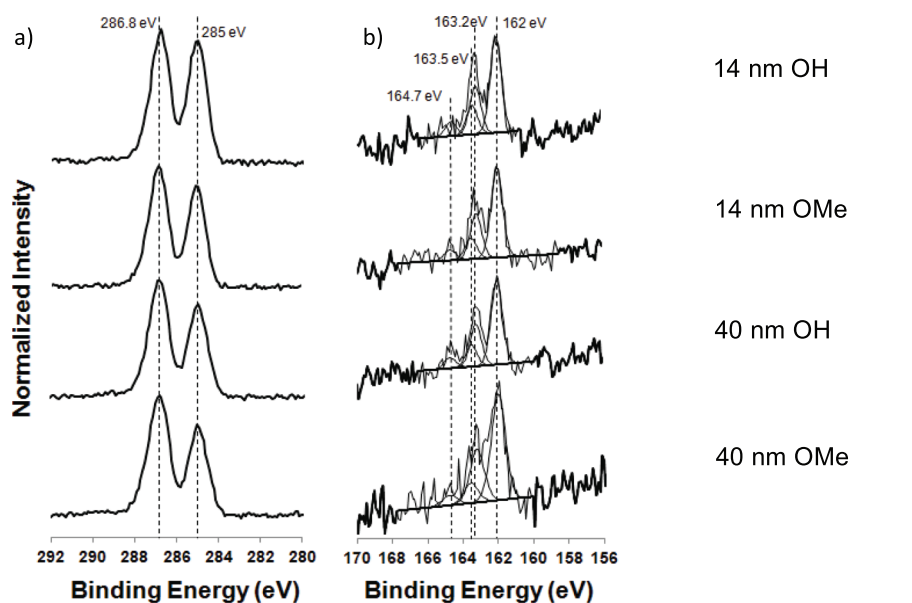 a)
286.8 eV
285 eV
b)
163.2eV
162 eV
163.5 eV
164.7 eV
14 nm OH
14 nm OMe
40 nm OH
40 nm OMe
Normalized Intensity
292 290 288 286 284 282 280
Binding Energy (eV)
170 168 166 164 162 160 158 156
Binding Energy (eV)